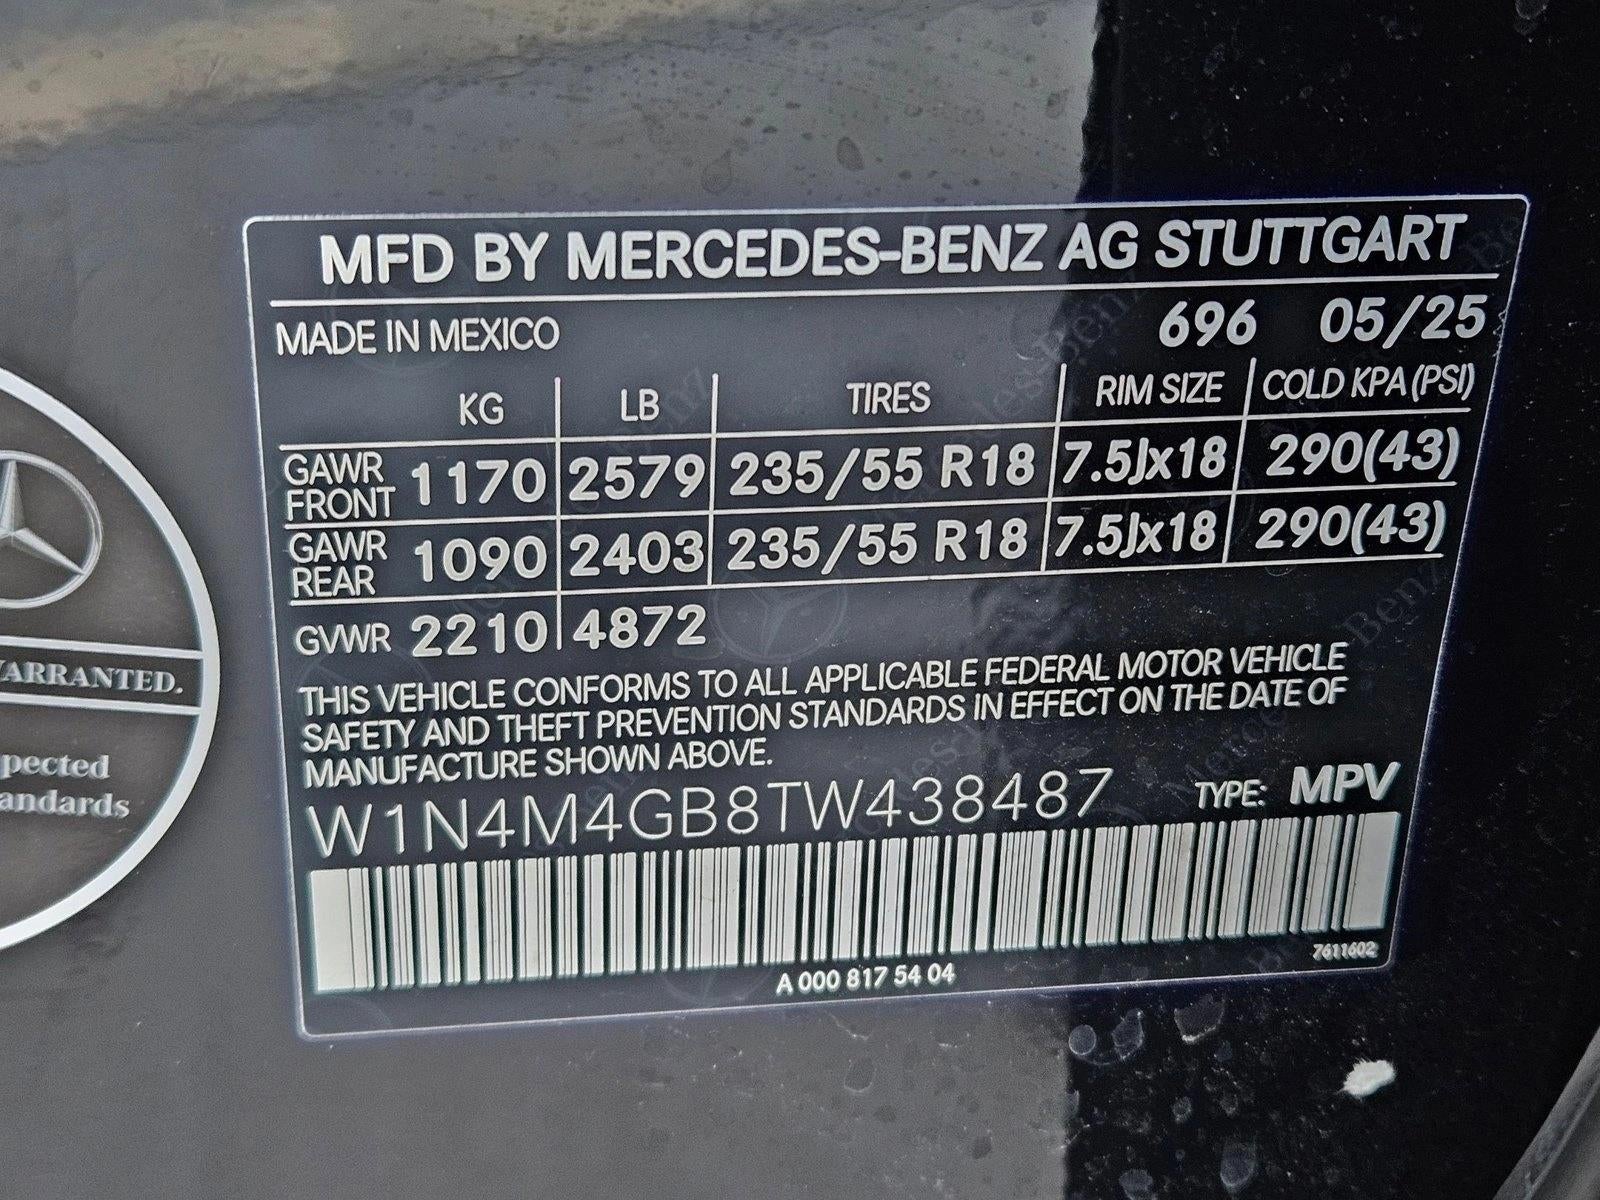 MFD BY MERCEDES-BENZ AG STUTTGART
MADE IN MEXICO 696 05/25
KG LB TIRES RIM SIZE COLD KPA (PSI)
GAWR FRONT 1170 2579 235/55 R18 7.5Jx18 290(43)
GAWR REAR 1090 2403 235/55 R18 7.5Jx18 290(43)
GVWR 2210 4872
THIS VEHICLE CONFORMS TO ALL APPLICABLE FEDERAL MOTOR VEHICLE
SAFETY AND THEFT PREVENTION STANDARDS IN EFFECT ON THE DATE OF
MANUFACTURE SHOWN ABOVE.
W1N4M4GB8TW438487 TYPE: MPV
7611602
A 000 817 54 04
ARRANTED.
pected
andards